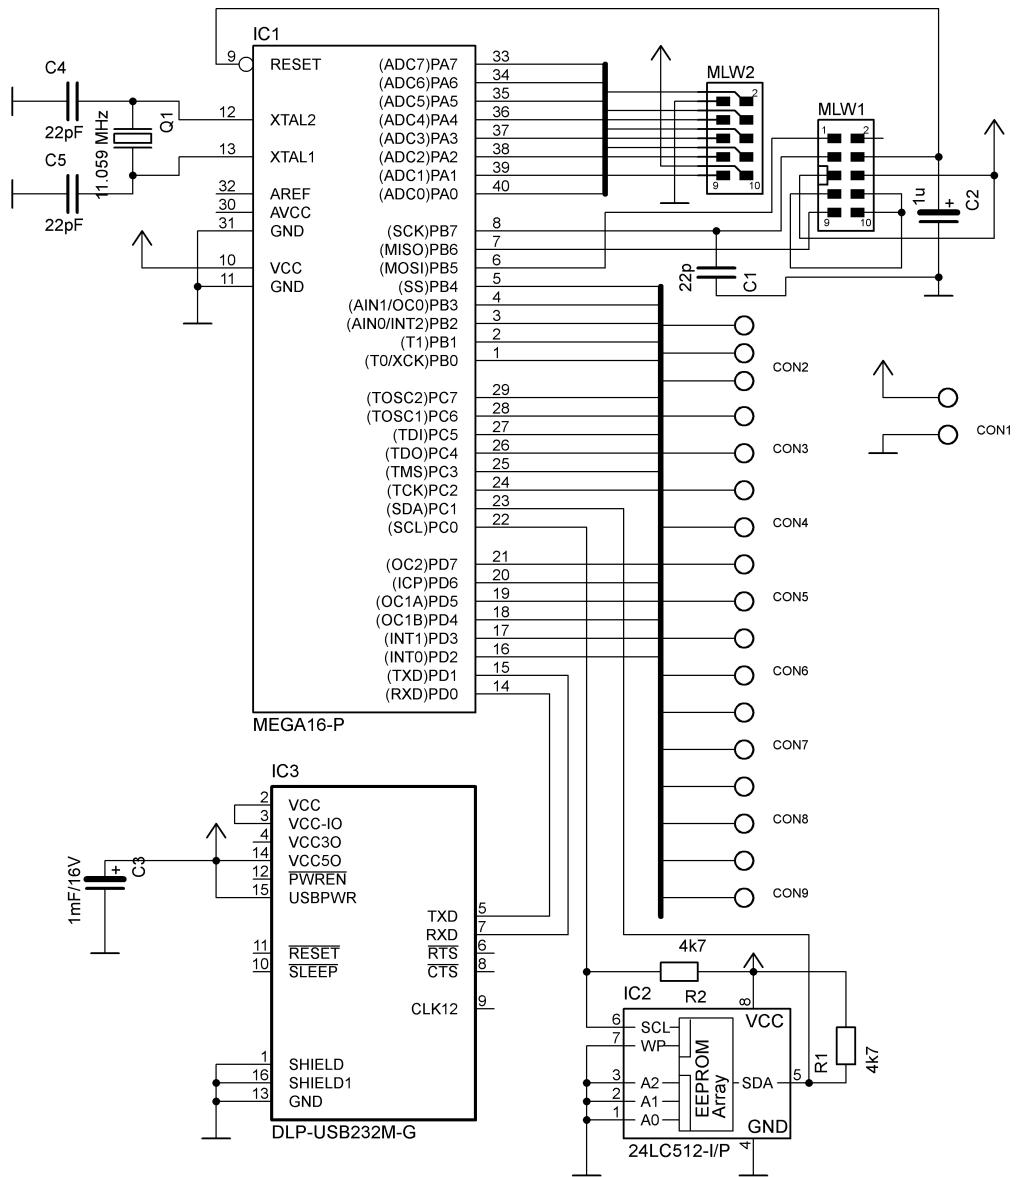 IC1
9 RESET (ADC7)PA7 33
(ADC6)PA6 34
(ADC5)PA5 35
12 XTAL2 (ADC4)PA4 36
(ADC3)PA3 37
13 XTAL1 (ADC2)PA2 38
(ADC1)PA1 39
32 AREF (ADC0)PA0 40
30 AVCC
31 GND (SCK)PB7 8
(MISO)PB6 7
10 VCC (MOSI)PB5 6
11 GND (SS)PB4 5
(AIN1/OC0)PB3 4
(AIN0/INT2)PB2 3
(T1)PB1 2
(T0/XCK)PB0 1
(TOSC2)PC7 29
(TOSC1)PC6 28
(TDI)PC5 27
(TDO)PC4 26
(TMS)PC3 25
(TCK)PC2 24
(SDA)PC1 23
(SCL)PC0 22
(OC2)PD7 21
(ICP)PD6 20
(OC1A)PD5 19
(OC1B)PD4 18
(INT1)PD3 17
(INT0)PD2 16
(TXD)PD1 15
(RXD)PD0 14
MEGA16-P
C4
22pF
C5
22pF
11.059 MHz
Q1
MLW2
2
9 10
MLW1
1 2
9 10
1u
+
C2
22p
C1
CON2
CON3
CON4
CON5
CON6
CON7
CON8
CON9
CON1
IC3
2 VCC
3 VCC-IO
4 VCC3O
14 VCC5O
12 PWREN
15 USBPWR
TXD 5
RXD 7
11 RESET RTS 6
10 SLEEP CTS 8
CLK12 9
1 SHIELD
16 SHIELD1
13 GND
DLP-USB232M-G
1mF/16V
+
C3
4k7
R2
R1
4k7
IC2
8
VCC
6 SCL
7 WP
3 A2
2 A1
1 A0
EEPROM
Array
SDA 5
GND
4
24LC512-I/P